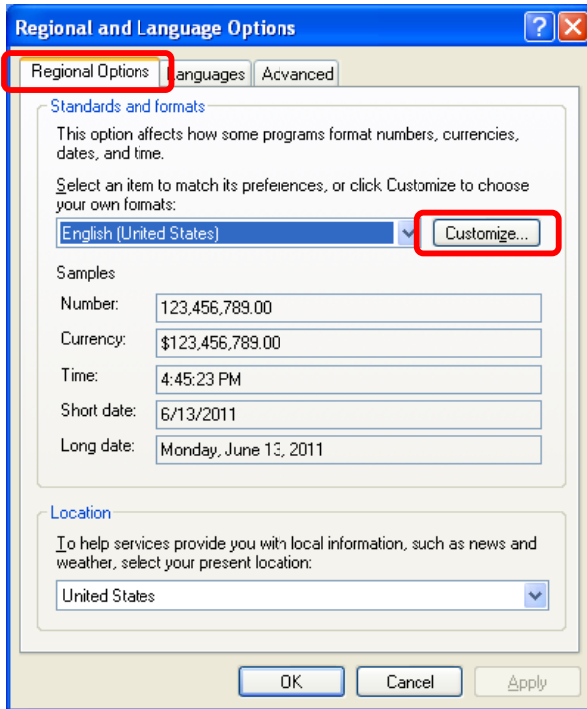 Regional and Language Options
Regional Options Languages Advanced
Standards and formats
This option affects how some programs format numbers, currencies,
dates, and time.
Select an item to match its preferences, or click Customize to choose
your own formats:
English (United States) Customize...
Samples
Number: 123,456,789.00
Currency: $123,456,789.00
Time: 4:45:23 PM
Short date: 6/13/2011
Long date: Monday, June 13, 2011
Location
To help services provide you with local information, such as news and
weather, select your present location:
United States
OK Cancel Apply